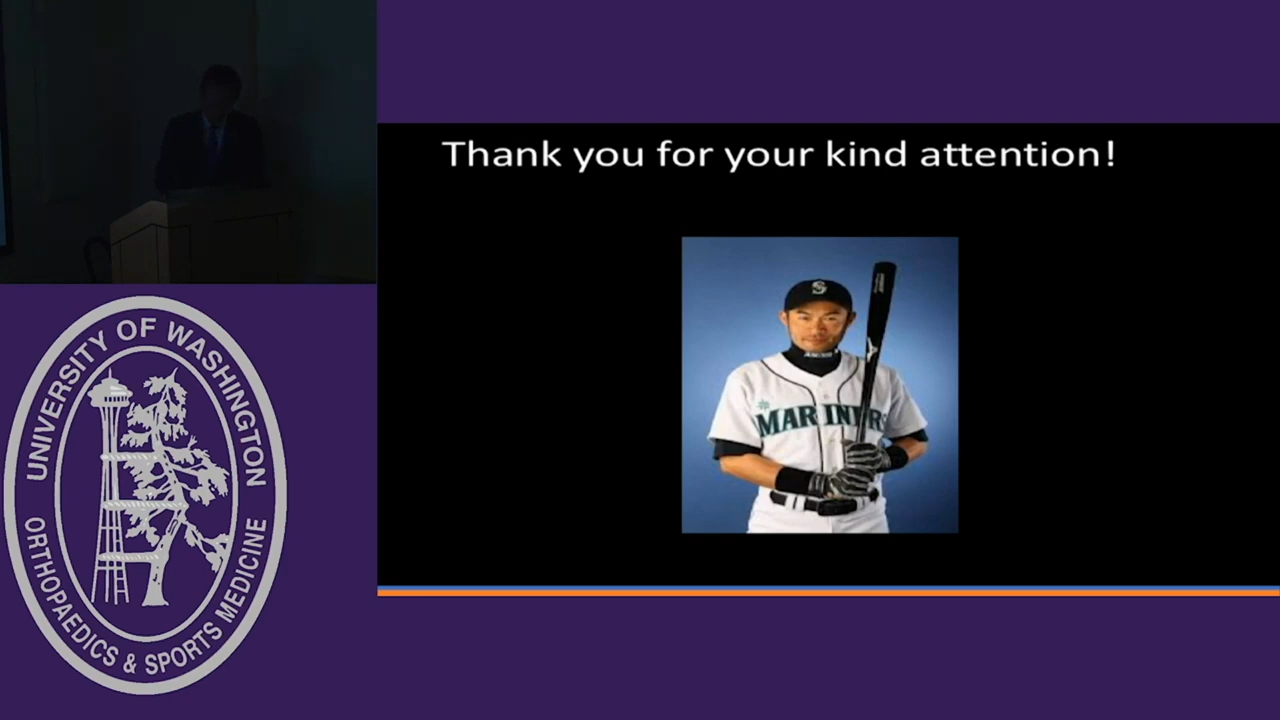 Thank you for your kind attention!
MARINERS
UNIVERSITY OF WASHINGTON
ORTHOPAEDICS & SPORTS MEDICINE